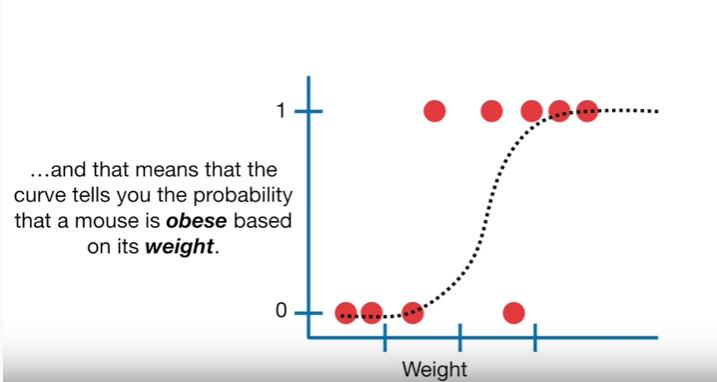 1
...and that means that the
curve tells you the probability
that a mouse is obese based
on its weight.
0
Weight